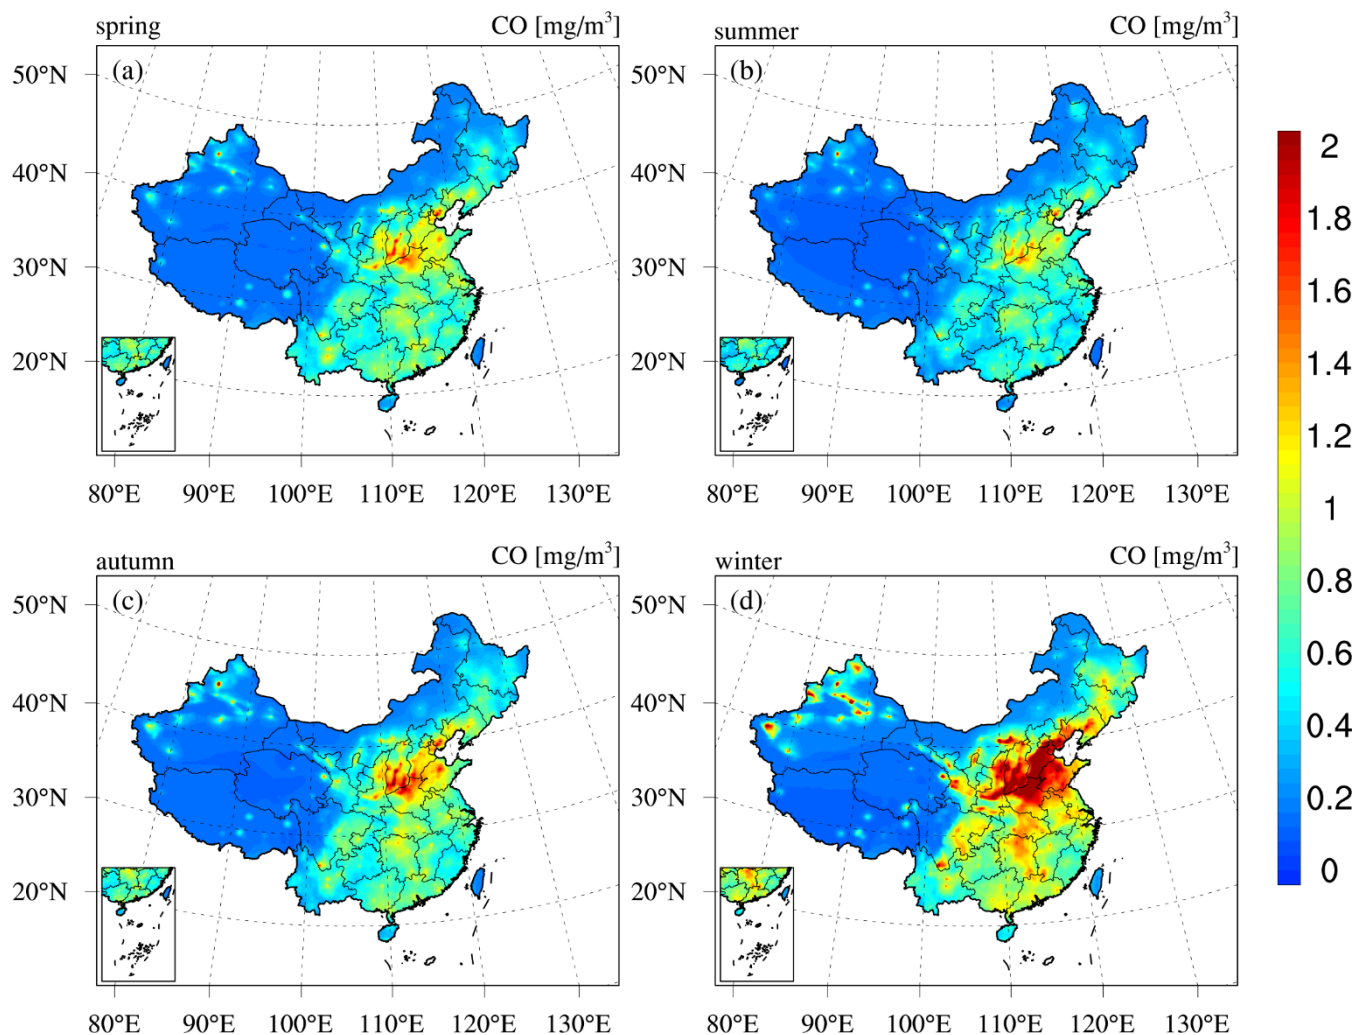 spring CO [mg/m³]
summer CO [mg/m³]
(a)
(b)
50°N
40°N
30°N
20°N
80°E 90°E 100°E 110°E 120°E 130°E
50°N
40°N
30°N
20°N
80°E 90°E 100°E 110°E 120°E 130°E
autumn CO [mg/m³]
winter CO [mg/m³]
(c)
(d)
50°N
40°N
30°N
20°N
80°E 90°E 100°E 110°E 120°E 130°E
50°N
40°N
30°N
20°N
80°E 90°E 100°E 110°E 120°E 130°E
2
1.8
1.6
1.4
1.2
1
0.8
0.6
0.4
0.2
0